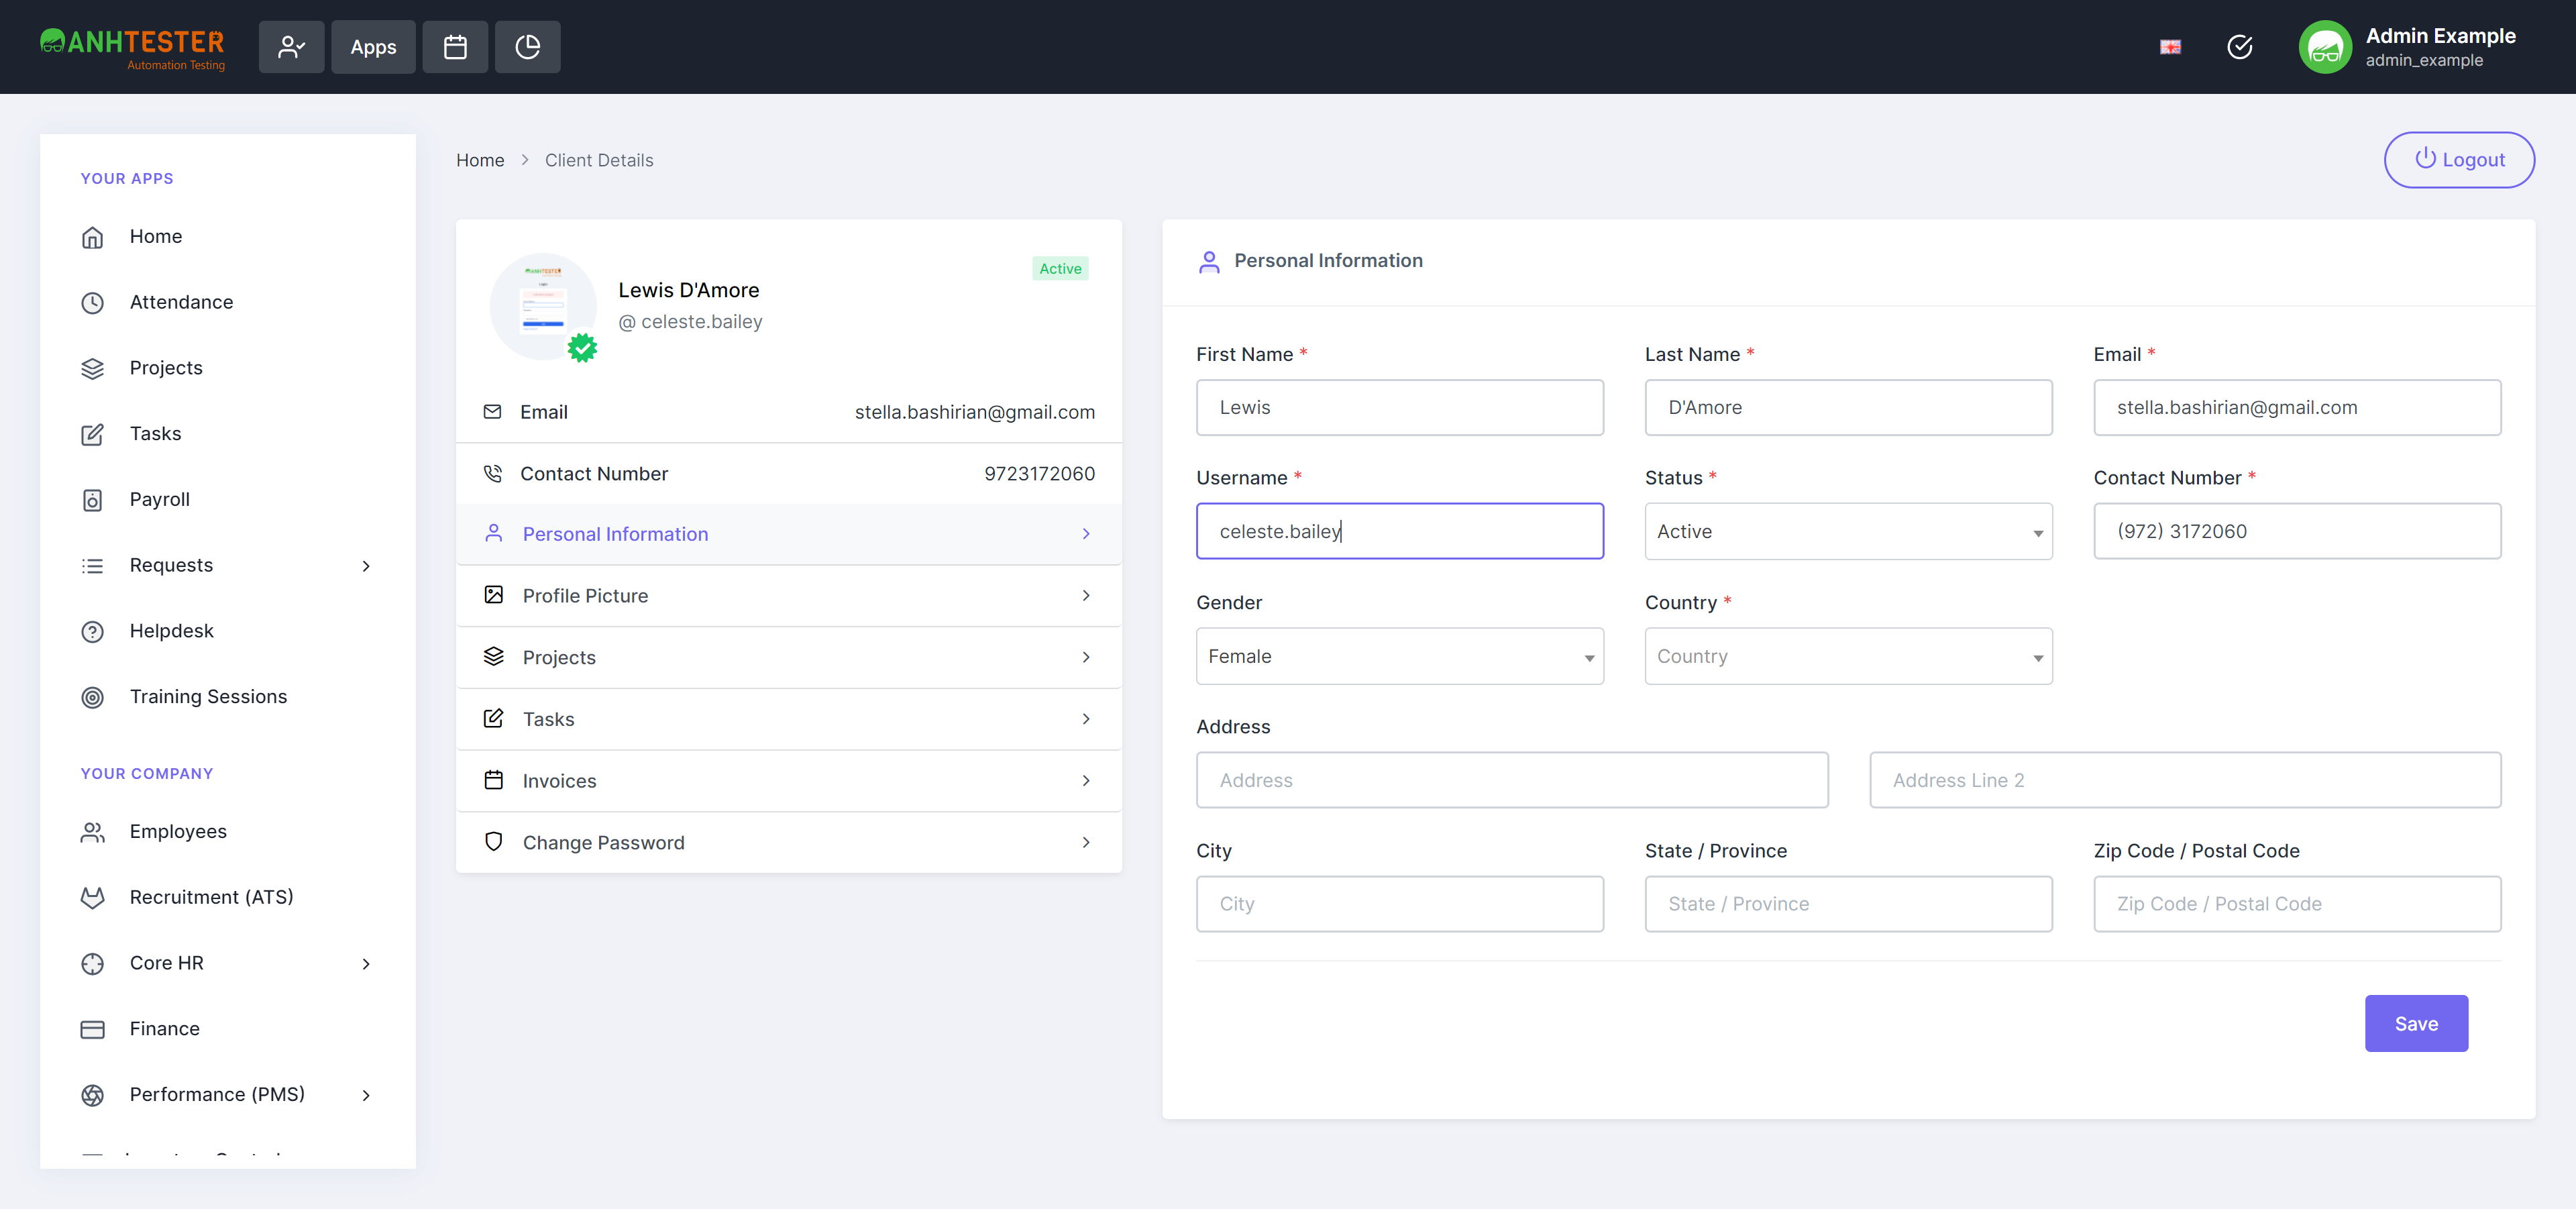 ANHTESTER
Automation Testing
Apps
Admin Example
admin_example
YOUR APPS
Home
Attendance
Projects
Tasks
Payroll
Requests
Helpdesk
Training Sessions
YOUR COMPANY
Employees
Recruitment (ATS)
Core HR
Finance
Performance (PMS)
Home > Client Details
Logout
Lewis D'Amore
@ celeste.bailey
Active
Email stella.bashirian@gmail.com
Contact Number 9723172060
Personal Information
Profile Picture
Projects
Tasks
Invoices
Change Password
Personal Information
First Name * Last Name * Email *
Lewis D'Amore stella.bashirian@gmail.com
Username * Status * Contact Number *
celeste.bailey Active (972) 3172060
Gender Country *
Female Country
Address
Address Address Line 2
City State / Province Zip Code / Postal Code
City State / Province Zip Code / Postal Code
Save